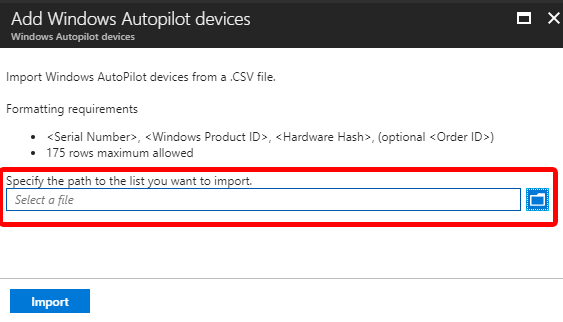 Add Windows Autopilot devices
Windows Autopilot devices
Import Windows AutoPilot devices from a .CSV file.
Formatting requirements
• <Serial Number>, <Windows Product ID>, <Hardware Hash>, (optional <Order ID>)
• 175 rows maximum allowed
Specify the path to the list you want to import.
Select a file
Import